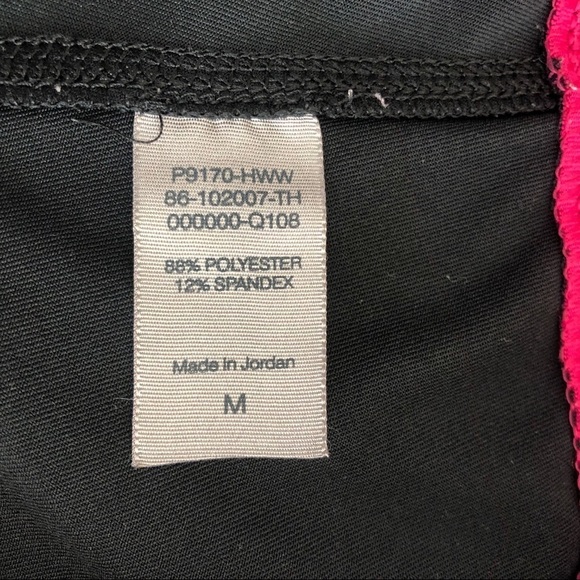 P9170-HWW
86-102007-TH
000000-Q108
88% POLYESTER
12% SPANDEX
Made in Jordan
M